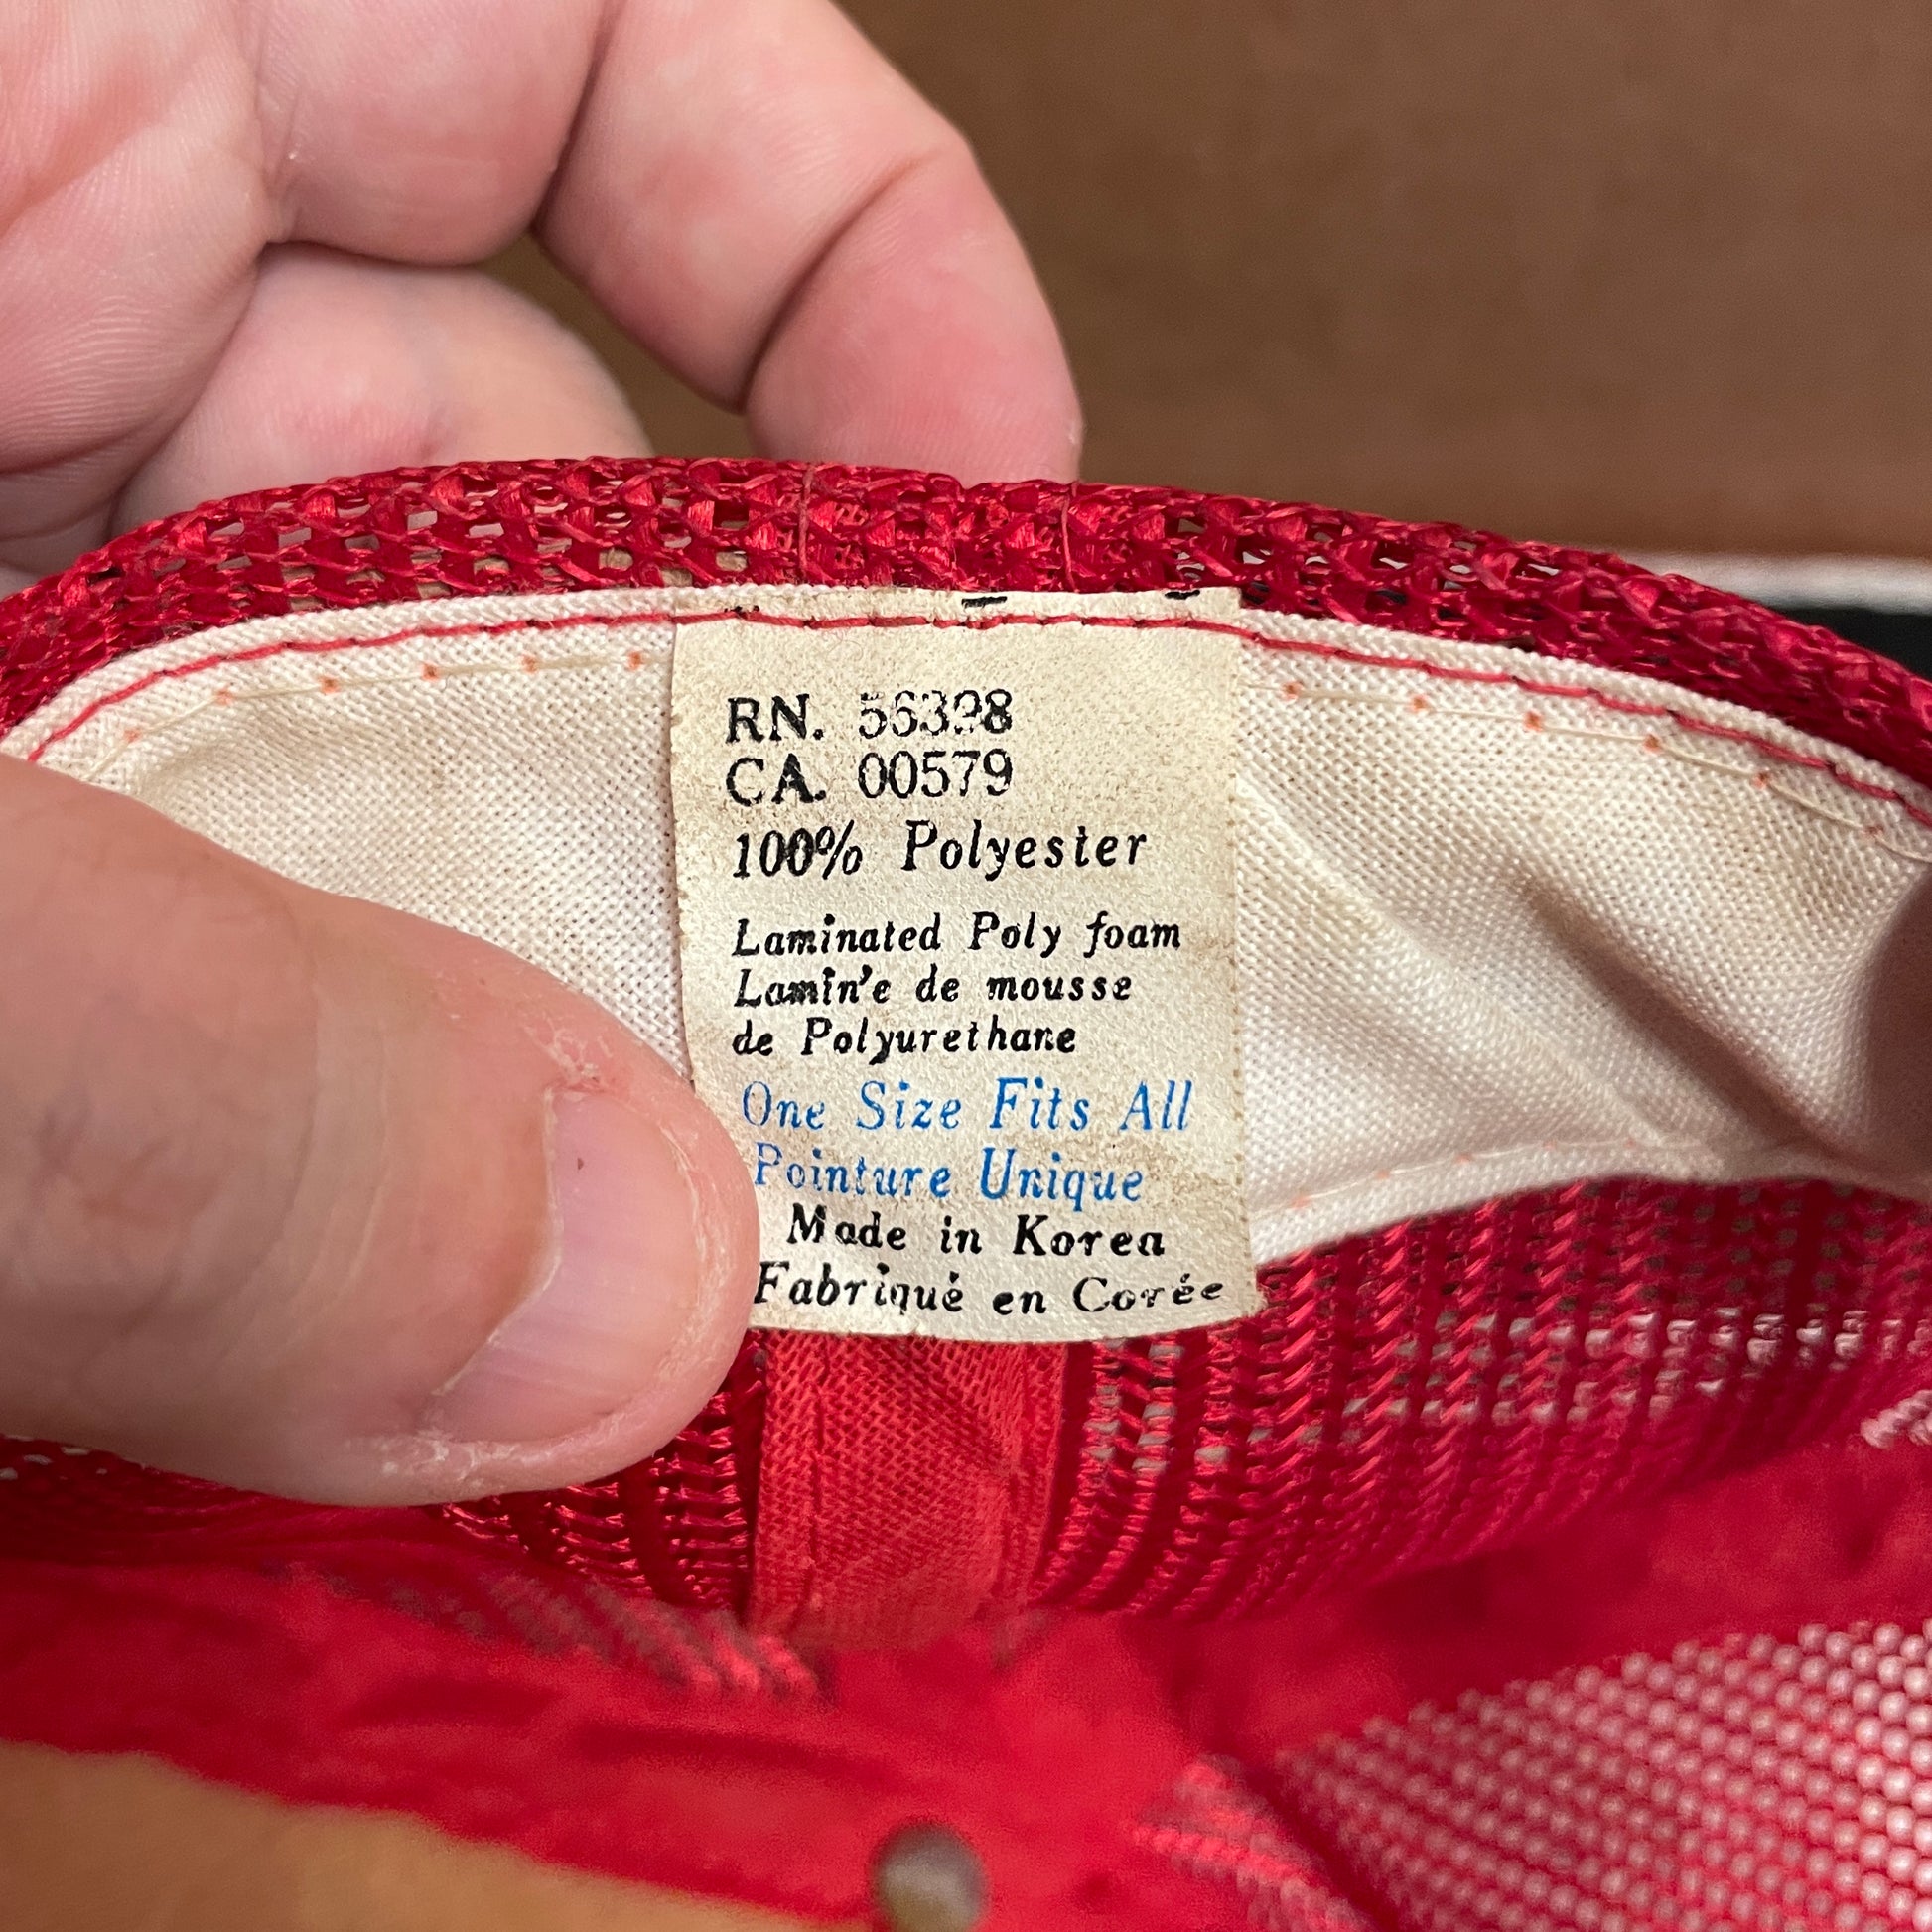 RN. 56398
CA. 00579
100% Polyester
Laminated Poly foam
Lamin'e de mousse
de Polyurethane
One Size Fits All
Pointure Unique
Made in Korea
Fabriqué en Corée